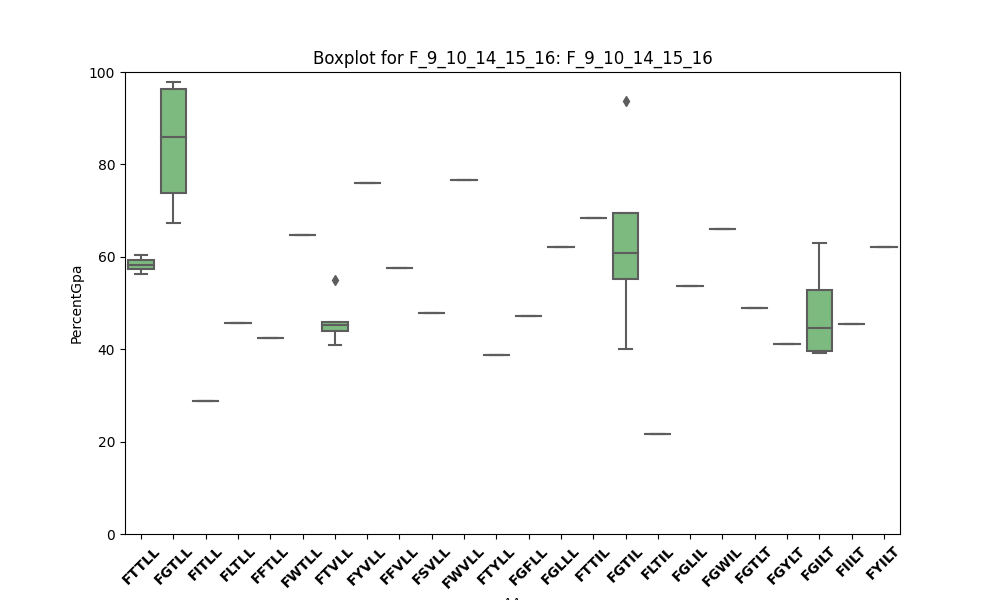 Boxplot for F_9_10_14_15_16: F_9_10_14_15_16
PercentGpa
100
80
60
40
20
0
FTTLL FGTLL FITLL FLTLL FFTLL FWTLL FTVLL FYVLL FFVLL FSVLL FWVLL FTYLL FGFLL FGLLL FTTIL FGTIL FLTIL FGLIL FGWIL FGTLT FGYLT FGILT FIILT FYILT